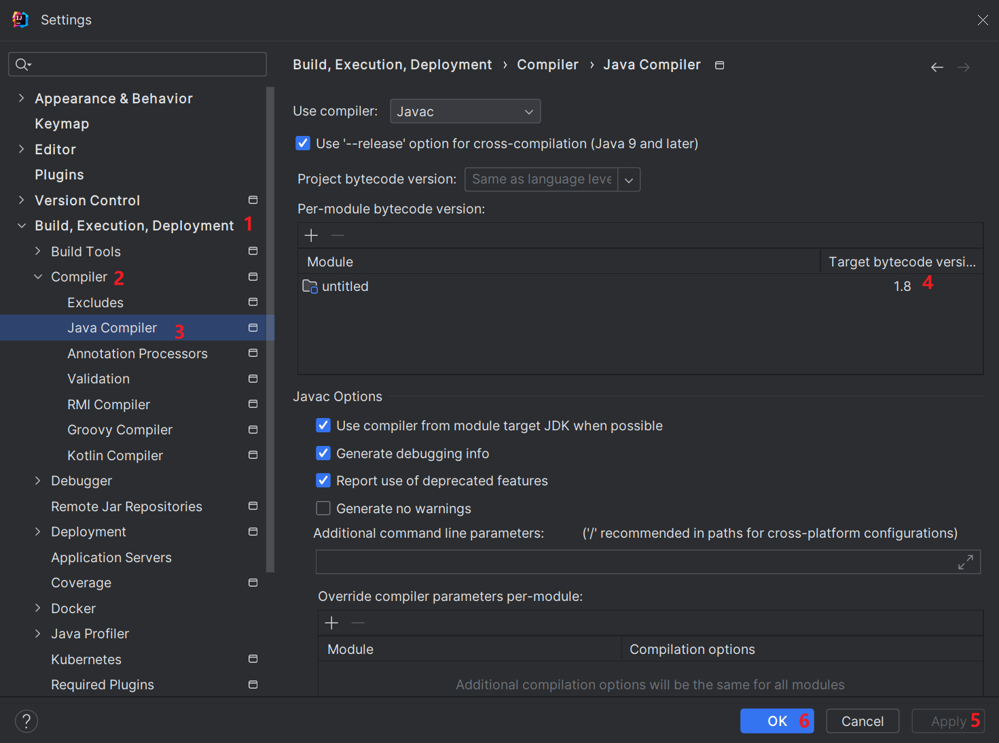 Settings
Appearance & Behavior
Keymap
Editor
Plugins
Version Control
Build, Execution, Deployment 1
Build Tools
Compiler 2
Excludes
Java Compiler 3
Annotation Processors
Validation
RMI Compiler
Groovy Compiler
Kotlin Compiler
Debugger
Remote Jar Repositories
Deployment
Application Servers
Coverage
Docker
Java Profiler
Kubernetes
Required Plugins
Build, Execution, Deployment › Compiler › Java Compiler
Use compiler: Javac
Use '--release' option for cross-compilation (Java 9 and later)
Project bytecode version: Same as language leve
Per-module bytecode version:
Module Target bytecode versi...
untitled 1.8 4
Javac Options
Use compiler from module target JDK when possible
Generate debugging info
Report use of deprecated features
Generate no warnings
Additional command line parameters: ('/' recommended in paths for cross-platform configurations)
Override compiler parameters per-module:
Module Compilation options
Additional compilation options will be the same for all modules
? OK 6 Cancel Apply 5